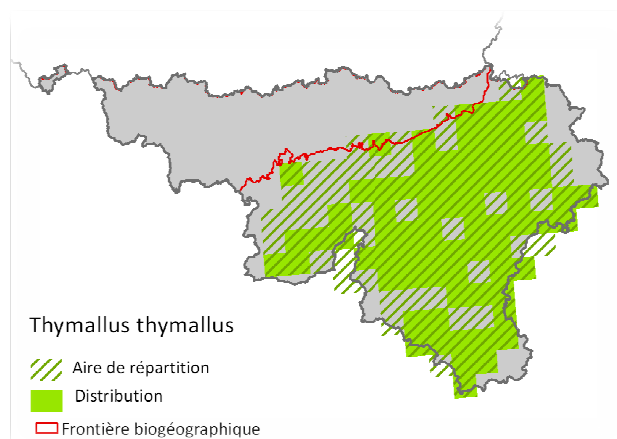 Thymallus thymallus
Aire de répartition
Distribution
Frontière biogéographique